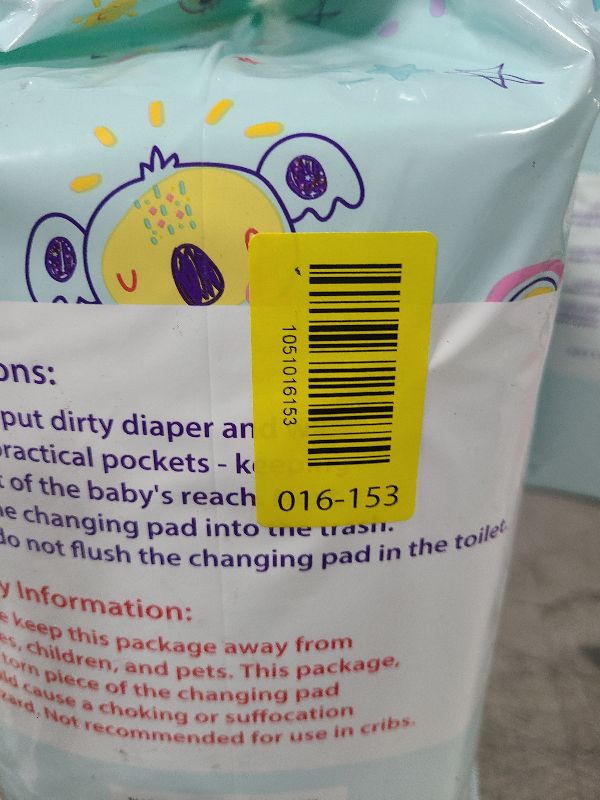 ons:
put dirty diaper and
practical pockets - keeping
t of the baby's reach
he changing pad into the trash.
do not flush the changing pad in the toilet.
1051016153
016-153
y Information:
e keep this package away from
es, children, and pets. This package,
torn piece of the changing pad
ld cause a choking or suffocation
zard. Not recommended for use in cribs.